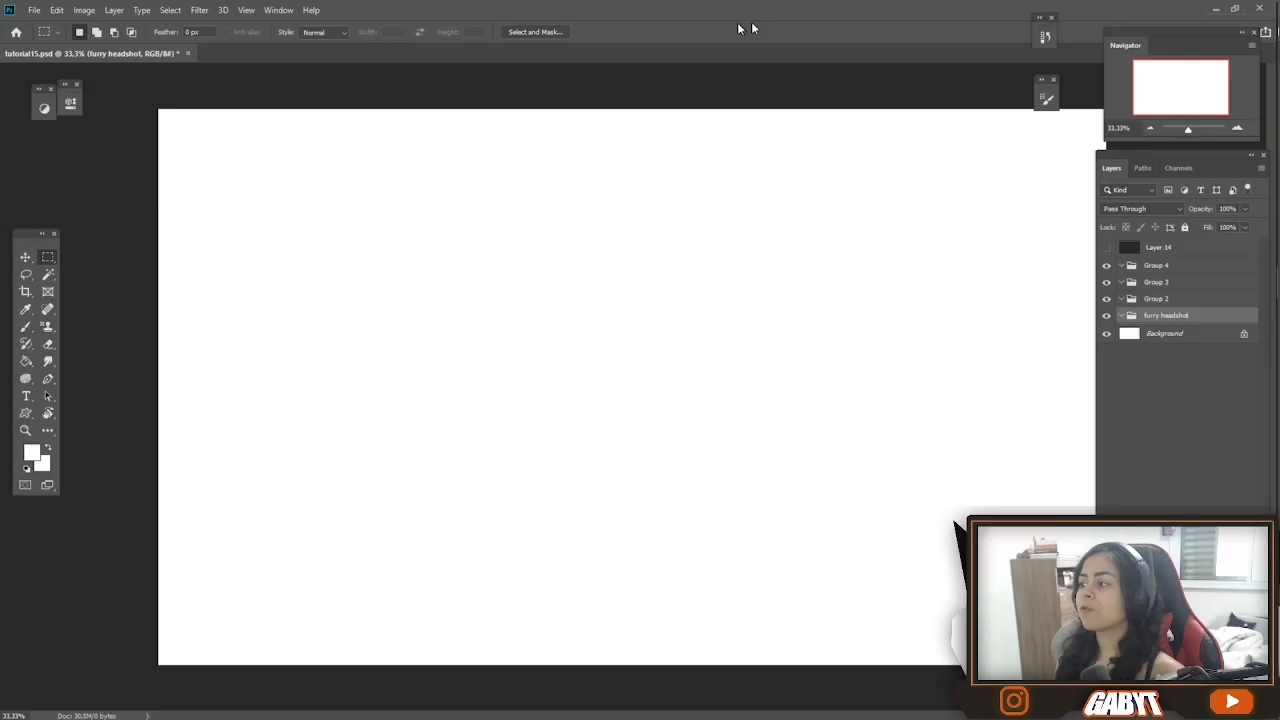 Ps File Edit Image Layer Type Select Filter 3D View Window Help
Feather: 0 px Anti-alias Style: Normal Width: Height: Select and Mask...
tutorial15.psd @ 33,3% (furry headshot, RGB/8#) * ×
Navigator
33,33%
Layers Paths Channels
Kind
Pass Through Opacity: 100%
Lock: Fill: 100%
Layer 14
Group 4
Group 3
Group 2
furry headshot
Background
GABYT
33,33% Doc: 30,5M/0 bytes